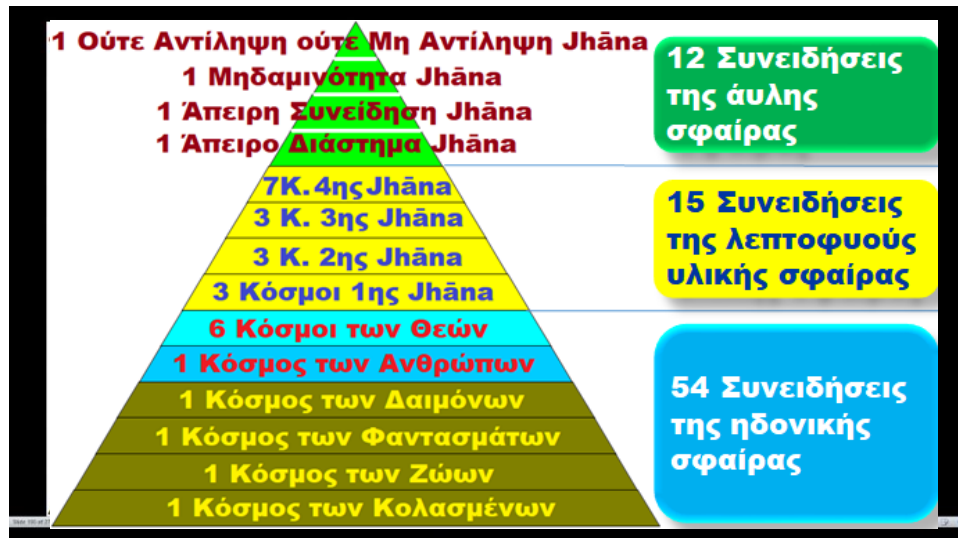 1 Ούτε Αντίληψη ούτε Μη Αντίληψη Jhāna
1 Μηδαμινότητα Jhāna
1 Άπειρη Συνείδηση Jhāna
1 Άπειρο Διάστημα Jhāna
7Κ. 4ης Jhāna
3 Κ. 3ης Jhāna
3 Κ. 2ης Jhāna
3 Κόσμοι 1ης Jhāna
6 Κόσμοι των Θεών
1 Κόσμος των Ανθρώπων
1 Κόσμος των Δαιμόνων
1 Κόσμος των Φαντασμάτων
1 Κόσμος των Ζώων
1 Κόσμος των Κολασμένων
12 Συνειδήσεις
της άυλης
σφαίρας
15 Συνειδήσεις
της λεπτοφυούς
υλικής σφαίρας
54 Συνειδήσεις
της ηδονικής
σφαίρας